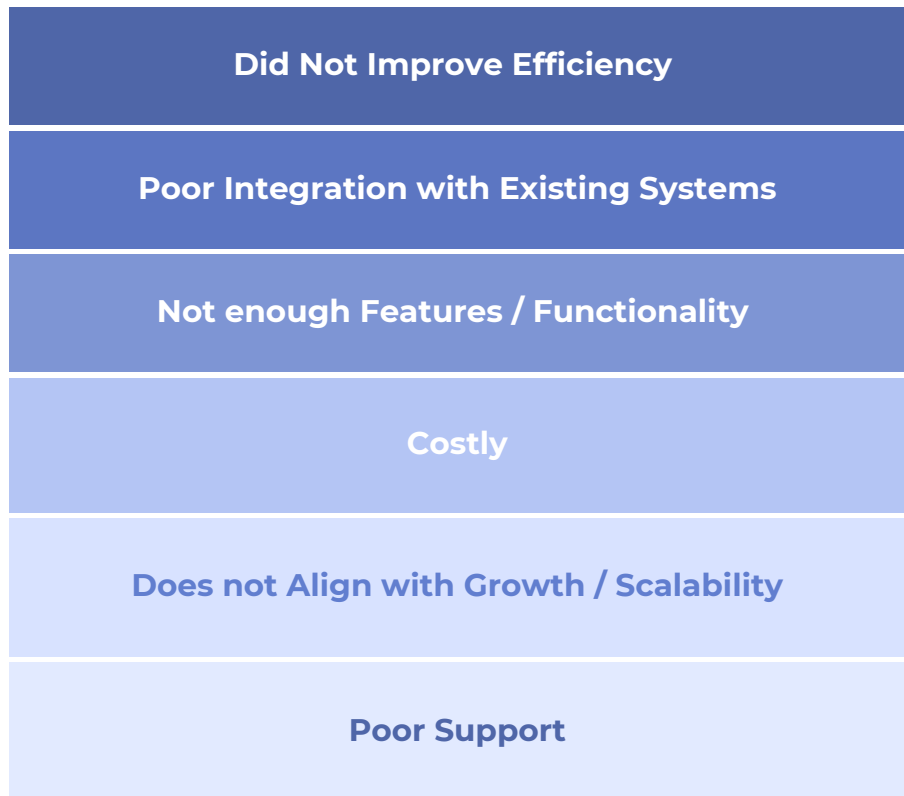 Did Not Improve Efficiency
Poor Integration with Existing Systems
Not enough Features / Functionality
Costly
Does not Align with Growth / Scalability
Poor Support